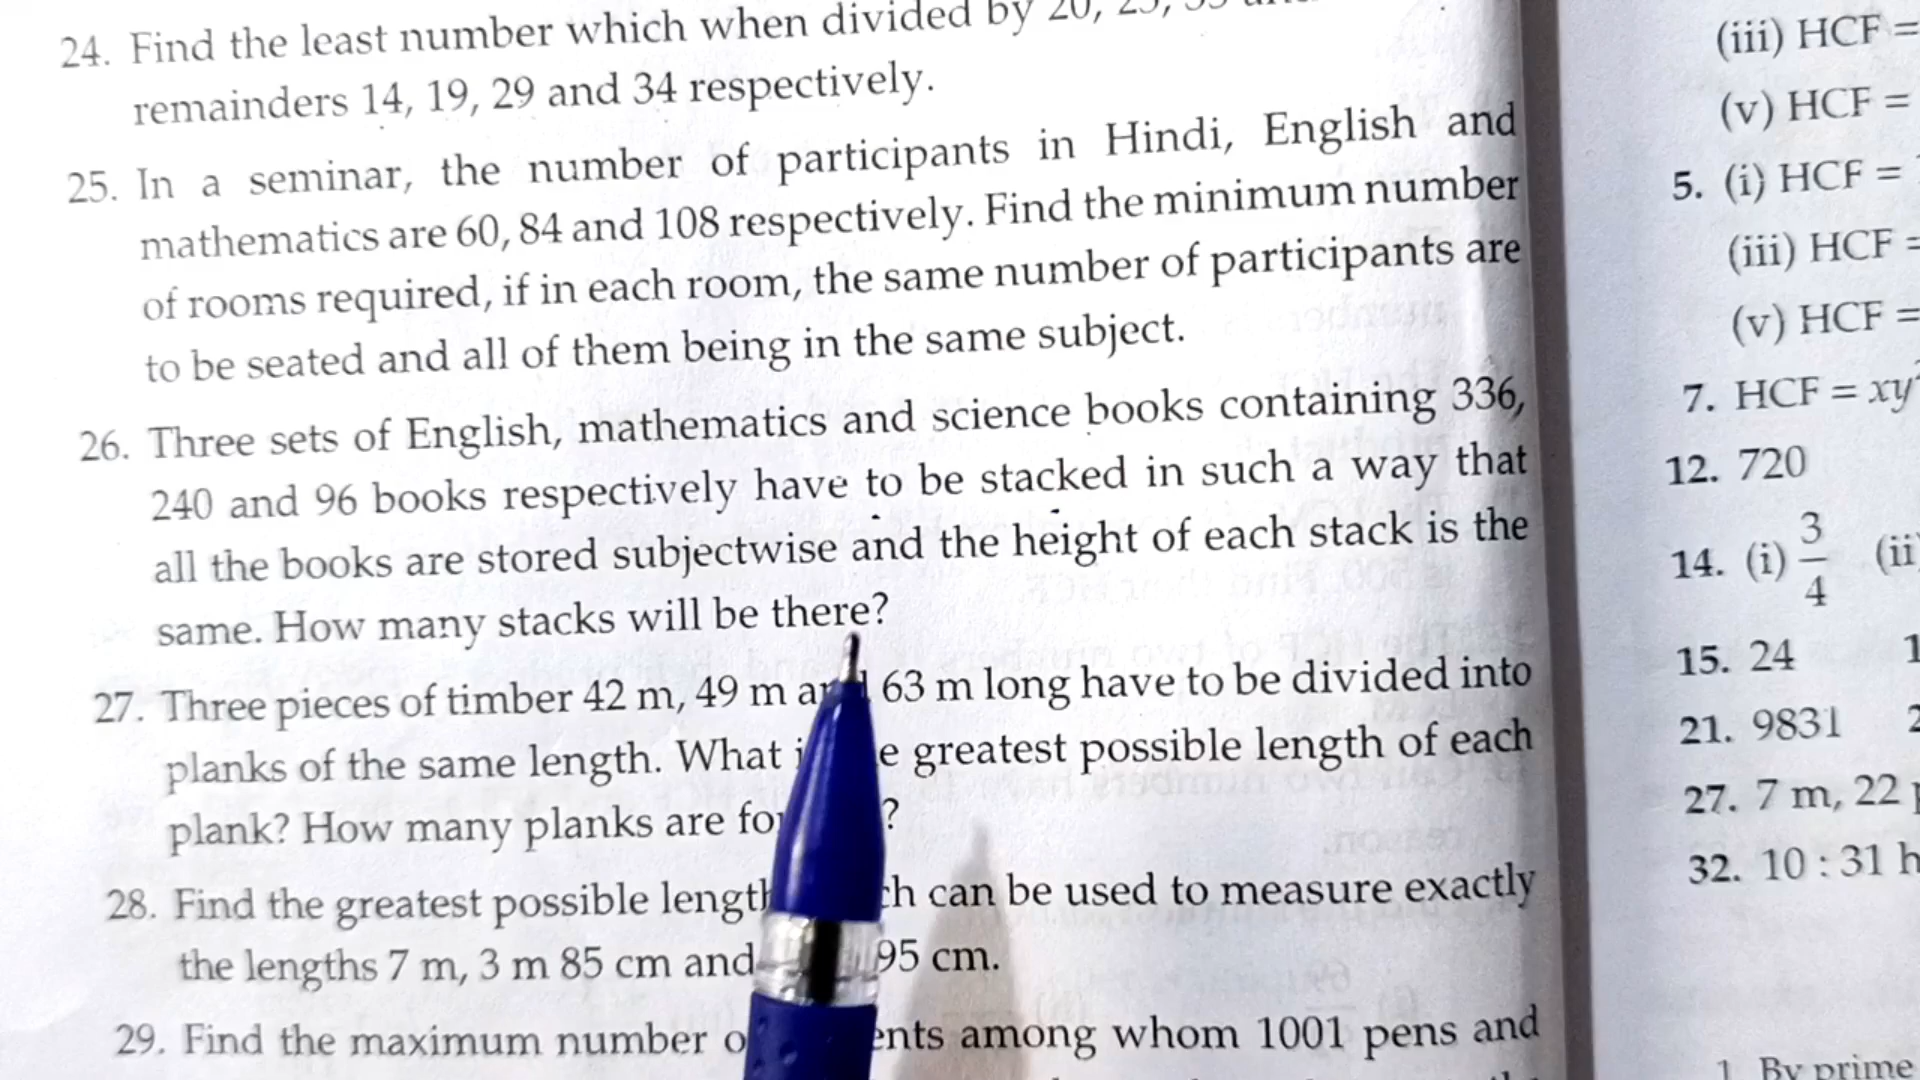 24. Find the least number which when divided by 20,
remainders 14, 19, 29 and 34 respectively.
25. In a seminar, the number of participants in Hindi, English and
mathematics are 60, 84 and 108 respectively. Find the minimum number
of rooms required, if in each room, the same number of participants are
to be seated and all of them being in the same subject.
26. Three sets of English, mathematics and science books containing 336,
240 and 96 books respectively have to be stacked in such a way that
all the books are stored subjectwise and the height of each stack is the
same. How many stacks will be there?
27. Three pieces of timber 42 m, 49 m 63 m long have to be divided into
planks of the same length. What greatest possible length of each
plank? How many planks are ?
28. Find the greatest possible length can be used to measure exactly
the lengths 7 m, 3 m 85 cm and 95 cm.
29. Find the maximum number among whom 1001 pens and
(iii) HCF =
(v) HCF =
5. (i) HCF =
(iii) HCF =
(v) HCF =
7. HCF = xy
12. 720
14. (i) 3/4 (ii)
15. 24
21. 9831
27. 7 m, 22
32. 10 : 31 h
1 By prime